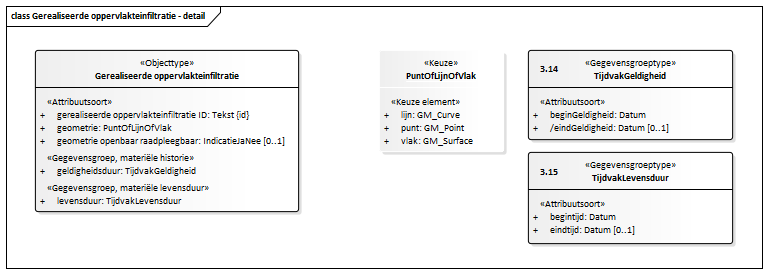 class Gerealiseerde oppervlakteinfiltratie - detail
«Objecttype»
Gerealiseerde oppervlakteinfiltratie
«Attribuutsoort»
+ gerealiseerde oppervlakteinfiltratie ID: Tekst {id}
+ geometrie: PuntOfLijnOfVlak
+ geometrie openbaar raadpleegbaar: IndicatieJaNee [0..1]
«Gegevensgroep, materiële historie»
+ geldigheidsduur: TijdvakGeldigheid
«Gegevensgroep, materiële levensduur»
+ levensduur: TijdvakLevensduur
«Keuze»
PuntOfLijnOfVlak
«Keuze element»
+ lijn: GM_Curve
+ punt: GM_Point
+ vlak: GM_Surface
3.14
«Gegevensgroeptype»
TijdvakGeldigheid
«Attribuutsoort»
+ beginGeldigheid: Datum
+ /eindGeldigheid: Datum [0..1]
3.15
«Gegevensgroeptype»
TijdvakLevensduur
«Attribuutsoort»
+ begintijd: Datum
+ eindtijd: Datum [0..1]